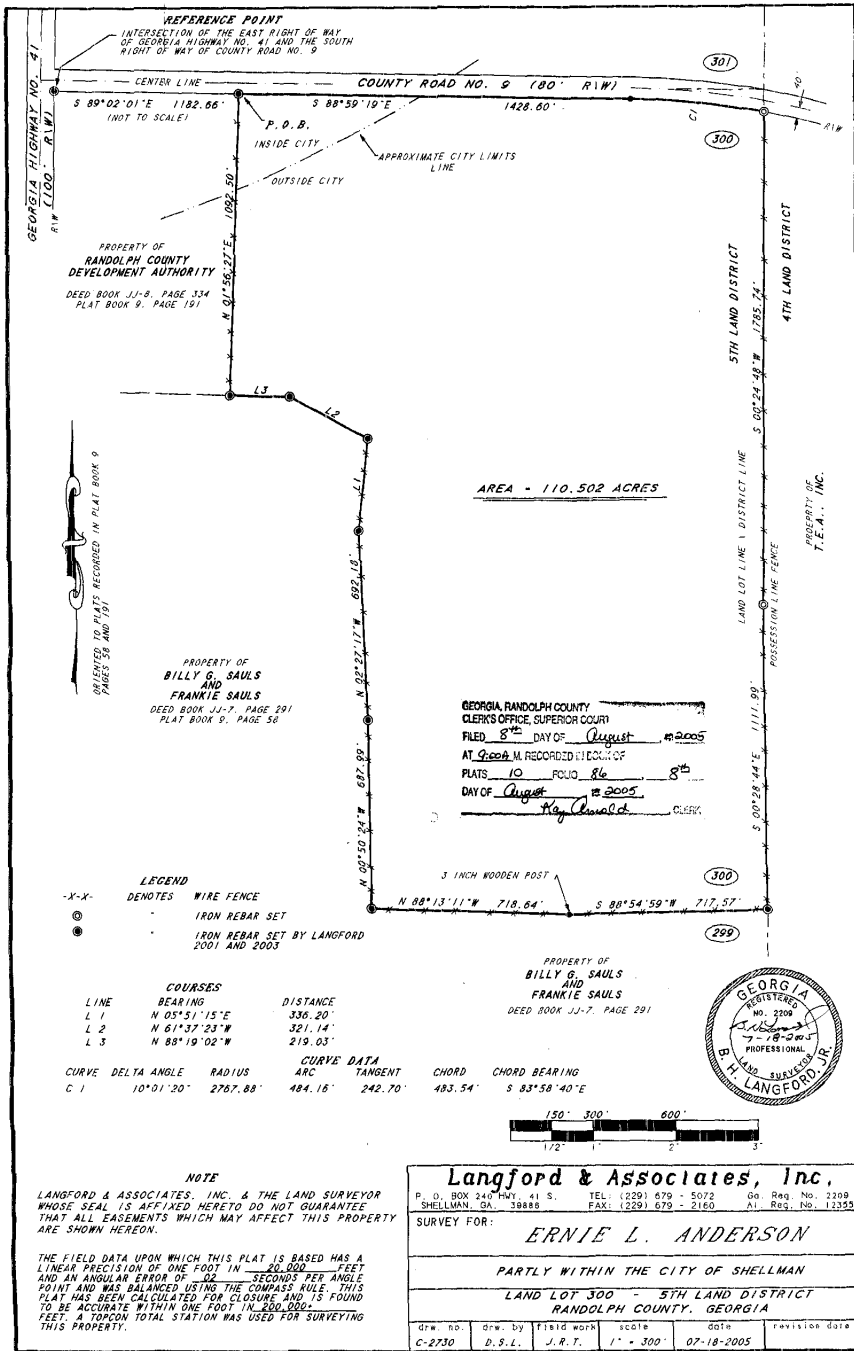 REFERENCE POINT
INTERSECTION OF THE EAST RIGHT OF WAY
OF GEORGIA HIGHWAY NO. 41 AND THE SOUTH
RIGHT OF WAY OF COUNTY ROAD NO. 9
301
GEORGIA HIGHWAY NO. 41
R\W (100' R\W)
CENTER LINE
COUNTY ROAD NO. 9 (80' R\W)
40'
R\W
S 89°02'01"E 1182.66'
(NOT TO SCALE)
S 88°59'19"E 1428.60'
C1
P.O.B.
300
INSIDE CITY
APPROXIMATE CITY LIMITS
LINE
OUTSIDE CITY
N 01°56'27"E 1092.50'
PROPERTY OF
RANDOLPH COUNTY
DEVELOPMENT AUTHORITY
DEED BOOK JJ-8, PAGE 334
PLAT BOOK 9, PAGE 191
5TH LAND DISTRICT
4TH LAND DISTRICT
S 00°24'48"W 1785.74'
L3
L2
L1
AREA - 110.502 ACRES
ORIENTED TO PLATS RECORDED IN PLAT BOOK 9
PAGES 58 AND 191
LAND LOT LINE \ DISTRICT LINE
POSSESSION LINE FENCE
PROEPRTY OF
T.E.A., INC.
N 02°27'17"W 692.18'
PROPERTY OF
BILLY G. SAULS
AND
FRANKIE SAULS
DEED BOOK JJ-7, PAGE 291
PLAT BOOK 9, PAGE 58
GEORGIA, RANDOLPH COUNTY
CLERK'S OFFICE, SUPERIOR COURT
FILED 8th DAY OF August 2005
AT 9:00A M. RECORDED IN BOOK OF
PLATS 10 FOLIO 86 8th
DAY OF August 2005
Kay Arnold CLERK
N 00°50'24"W 687.99'
S 00°28'44"E 1111.99'
3 INCH WOODEN POST
300
N 88°13'11"W 718.64'
S 88°54'59"W 717.57'
299
LEGEND
-X-X- DENOTES WIRE FENCE
" IRON REBAR SET
" IRON REBAR SET BY LANGFORD
2001 AND 2003
PROPERTY OF
BILLY G. SAULS
AND
FRANKIE SAULS
DEED BOOK JJ-7, PAGE 291
COURSES
LINE BEARING DISTANCE
L 1 N 05°51'15"E 336.20'
L 2 N 61°37'23"W 321.14'
L 3 N 88°19'02"W 219.03'
CURVE DATA
CURVE DELTA ANGLE RADIUS ARC TANGENT CHORD CHORD BEARING
C 1 10°01'20" 2767.88' 484.16' 242.70' 483.54' S 83°58'40"E
GEORGIA
REGISTERED
NO. 2209
7-18-2005
PROFESSIONAL
LAND SURVEYOR
B. H. LANGFORD, JR.
150' 300' 600'
1/2" 1" 2" 3"
NOTE
LANGFORD & ASSOCIATES, INC. & THE LAND SURVEYOR
WHOSE SEAL IS AFFIXED HERETO DO NOT GUARANTEE
THAT ALL EASEMENTS WHICH MAY AFFECT THIS PROPERTY
ARE SHOWN HEREON.
THE FIELD DATA UPON WHICH THIS PLAT IS BASED HAS A
LINEAR PRECISION OF ONE FOOT IN 20,000 FEET
AND AN ANGULAR ERROR OF 02 SECONDS PER ANGLE
POINT AND WAS BALANCED USING THE COMPASS RULE. THIS
PLAT HAS BEEN CALCULATED FOR CLOSURE AND IS FOUND
TO BE ACCURATE WITHIN ONE FOOT IN 200,000+
FEET. A TOPCON TOTAL STATION WAS USED FOR SURVEYING
THIS PROPERTY.
Langford & Associates, Inc.
P. O. BOX 246 HWY. 41 S. TEL: (229) 679 - 5072 Ga. Reg. No. 2209
SHELLMAN, GA. 39886 FAX: (229) 679 - 2160 Al. Reg. No. 12355
SURVEY FOR:
ERNIE L. ANDERSON
PARTLY WITHIN THE CITY OF SHELLMAN
LAND LOT 300 - 5TH LAND DISTRICT
RANDOLPH COUNTY, GEORGIA
drw. no. drw. by field work scale date revision date
C-2730 D.S.L. J.R.T. 1" = 300' 07-18-2005